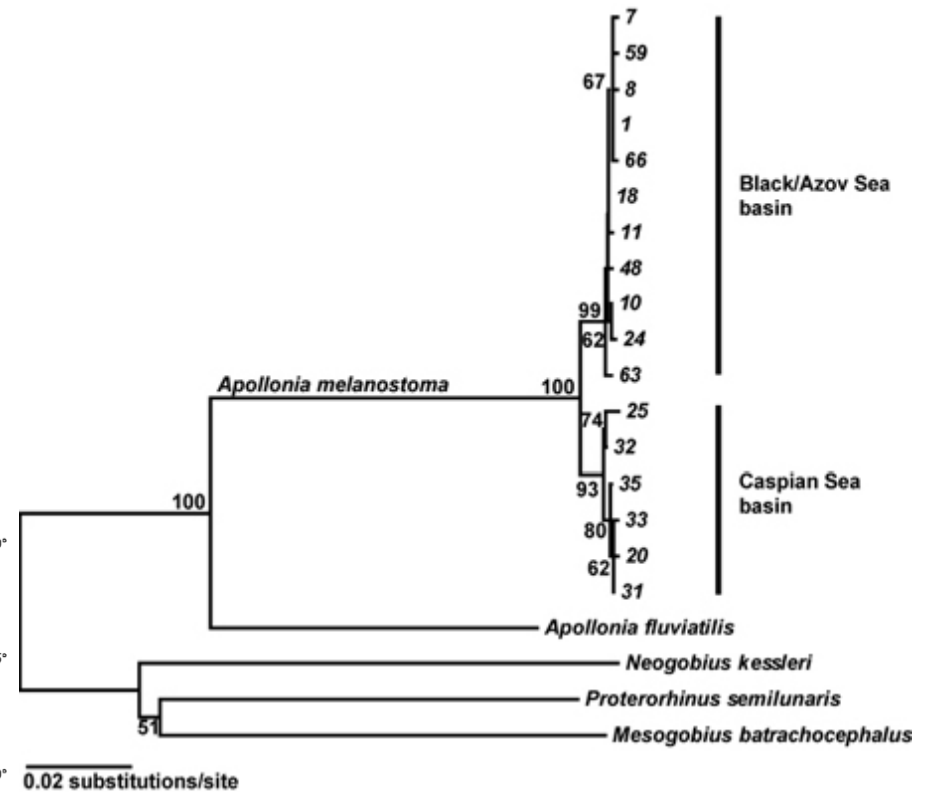 7
59
67
8
1
66
Black/Azov Sea
basin
18
11
48
99
10
62
24
63
Apollonia melanostoma
100
25
74
32
Caspian Sea
basin
93
35
100
33
80
20
62
31
Apollonia fluviatilis
Neogobius kessleri
Proterorhinus semilunaris
51
Mesogobius batrachocephalus
0.02 substitutions/site